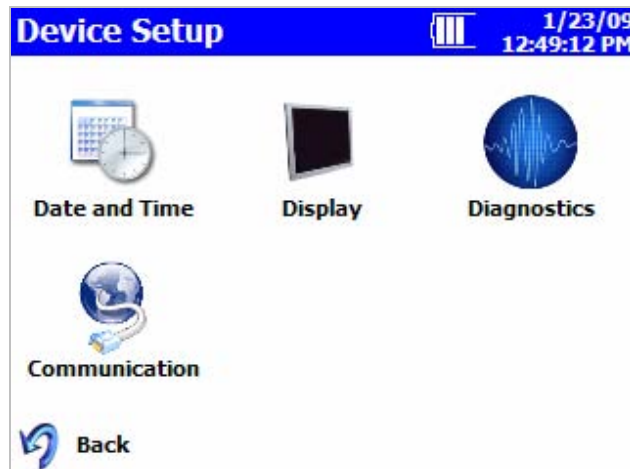 Device Setup
1/23/09
12:49:12 PM
Date and Time
Display
Diagnostics
Communication
Back